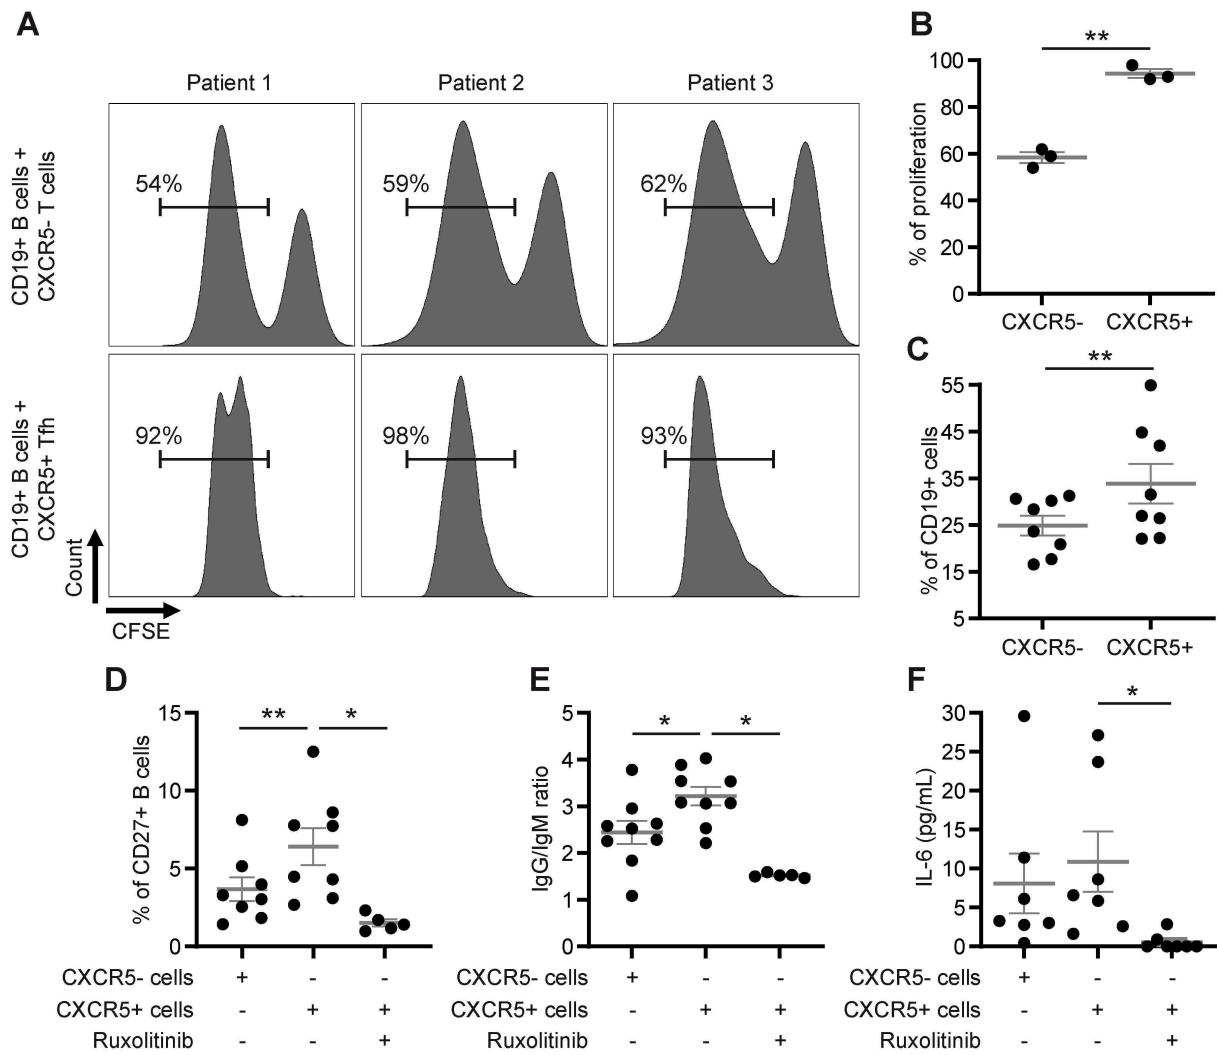 A
Patient 1
Patient 2
Patient 3
CD19+ B cells +
CXCR5- T cells
54%
59%
62%
CD19+ B cells +
CXCR5+ Tfh
92%
98%
93%
Count
CFSE
B
**
% of proliferation
100
80
60
40
20
0
CXCR5-
CXCR5+
C
**
% of CD19+ cells
55
45
35
25
15
5
CXCR5-
CXCR5+
D
** *
% of CD27+ B cells
15
10
5
0
CXCR5- cells + - -
CXCR5+ cells - + +
Ruxolitinib - - +
E
* *
IgG/IgM ratio
5
4
3
2
1
0
CXCR5- cells + - -
CXCR5+ cells - + +
Ruxolitinib - - +
F
*
IL-6 (pg/mL)
30
25
20
15
10
5
0
CXCR5- cells + - -
CXCR5+ cells - + +
Ruxolitinib - - +